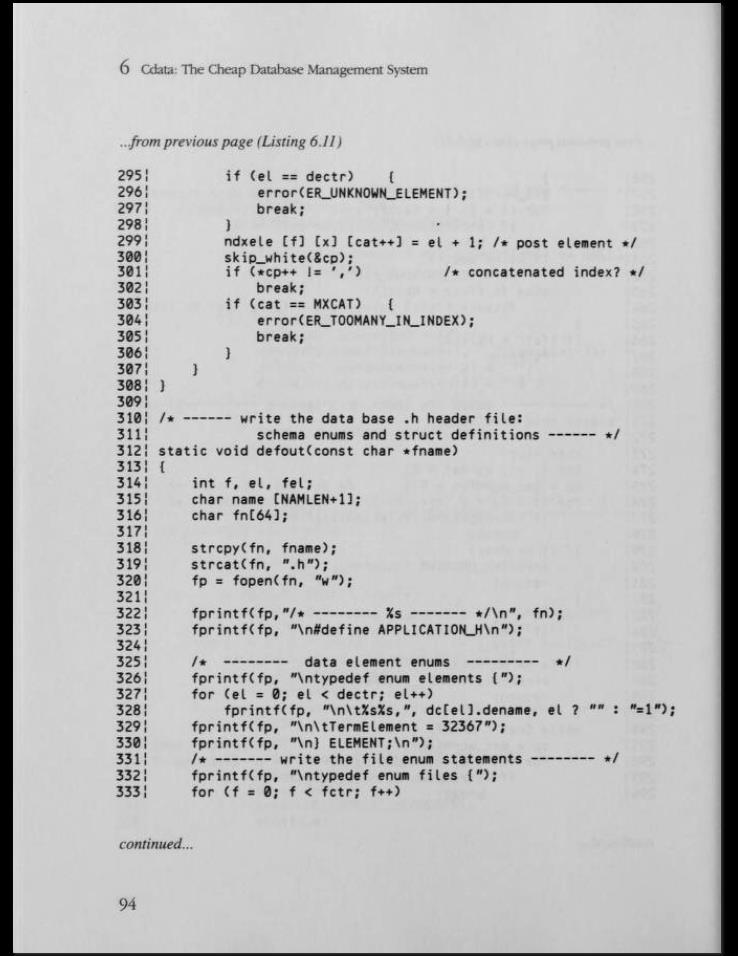 6 Cdata: The Cheap Database Management System
...from previous page (Listing 6.11)
295¦         if (el == dectr)    {
296¦             error(ER_UNKNOWN_ELEMENT);
297¦             break;
298¦         }
299¦         ndxele [f] [x] [cat++] = el + 1; /* post element */
300¦         skip_white(&cp);
301¦         if (*cp++ != ',')          /* concatenated index? */
302¦             break;
303¦         if (cat == MXCAT)   {
304¦             error(ER_TOOMANY_IN_INDEX);
305¦             break;
306¦         }
307¦     }
308¦ }
309¦
310¦ /* ------ write the data base .h header file:
311¦             schema enums and struct definitions ------ */
312¦ static void defout(const char *fname)
313¦ {
314¦     int f, el, fel;
315¦     char name [NAMLEN+1];
316¦     char fn[64];
317¦
318¦     strcpy(fn, fname);
319¦     strcat(fn, ".h");
320¦     fp = fopen(fn, "w");
321¦
322¦     fprintf(fp,"/* -------- %s ------- */\n", fn);
323¦     fprintf(fp, "\n#define APPLICATION_H\n");
324¦
325¦     /*  --------  data element enums  ---------  */
326¦     fprintf(fp, "\ntypedef enum elements {");
327¦     for (el = 0; el < dectr; el++)
328¦         fprintf(fp, "\n\t%s%s,", dc[el].dename, el ? "" : "=1");
329¦     fprintf(fp, "\n\tTermElement = 32367");
330¦     fprintf(fp, "\n} ELEMENT;\n");
331¦     /* ------- write the file enum statements -------- */
332¦     fprintf(fp, "\ntypedef enum files {");
333¦     for (f = 0; f < fctr; f++)
continued...
94